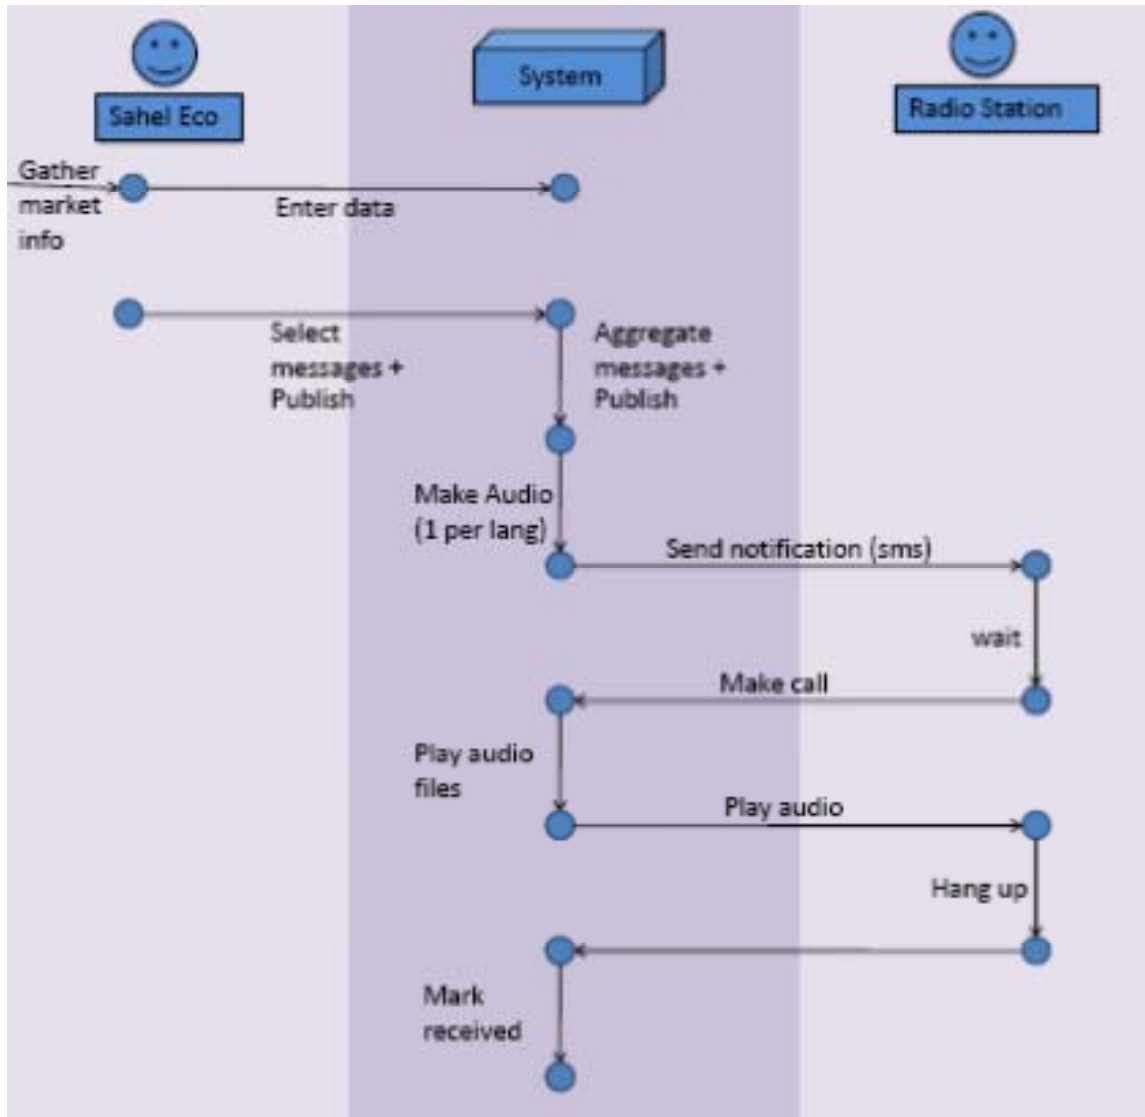 Sahel Eco
System
Radio Station
Gather
market
info
Enter data
Select
messages +
Publish
Aggregate
messages +
Publish
Make Audio
(1 per lang)
Send notification (sms)
wait
Make call
Play audio
files
Play audio
Hang up
Mark
received